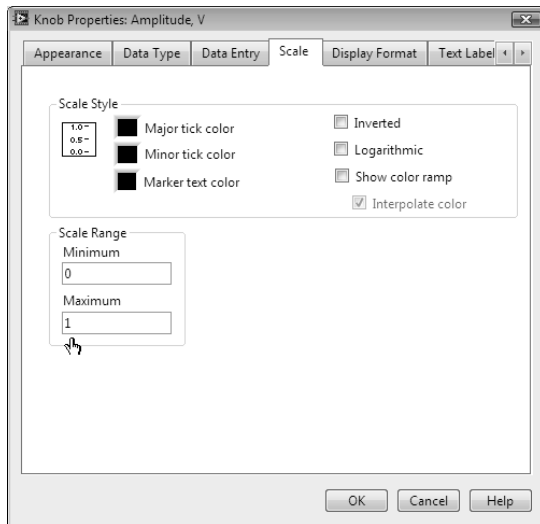 Knob Properties: Amplitude, V
Appearance Data Type Data Entry Scale Display Format Text Label
Scale Style
1.0
0.5
0.0
Major tick color
Minor tick color
Marker text color
Inverted
Logarithmic
Show color ramp
Interpolate color
Scale Range
Minimum
0
Maximum
1
OK Cancel Help